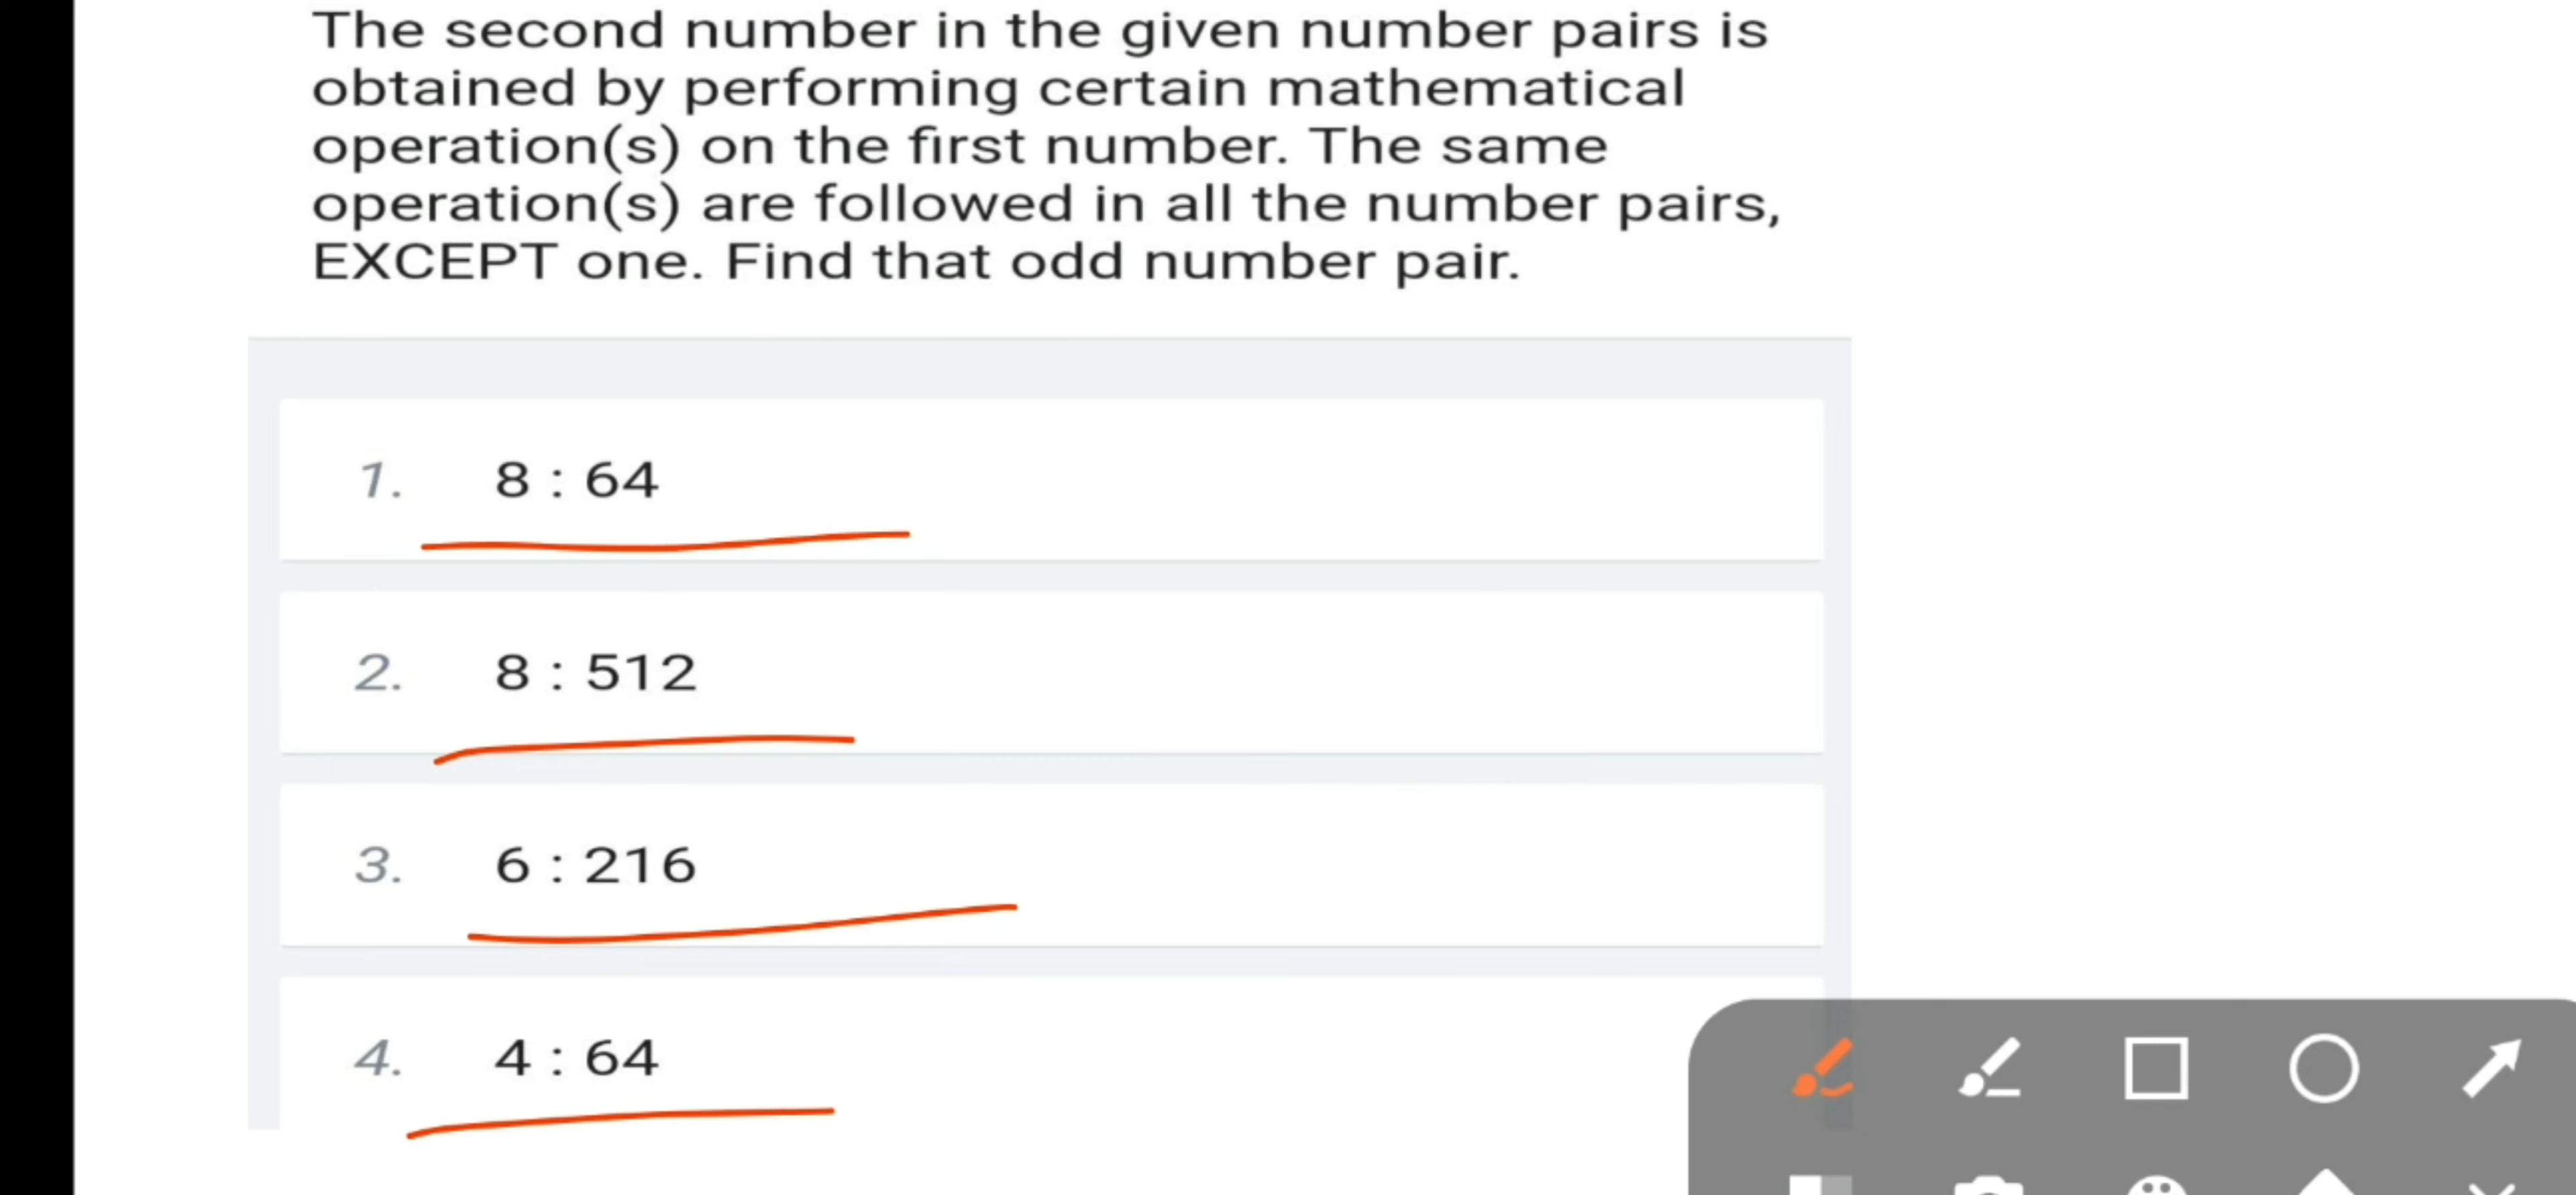 The second number in the given number pairs is
obtained by performing certain mathematical
operation(s) on the first number. The same
operation(s) are followed in all the number pairs,
EXCEPT one. Find that odd number pair.
1. 8 : 64
2. 8 : 512
3. 6 : 216
4. 4 : 64